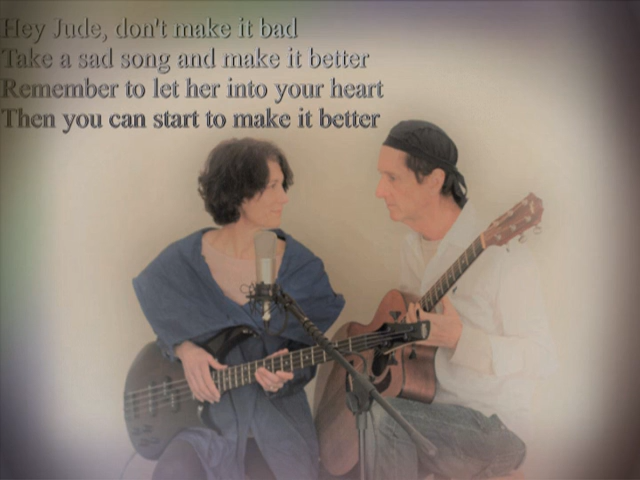 Hey Jude, don't make it bad
Take a sad song and make it better
Remember to let her into your heart
Then you can start to make it better